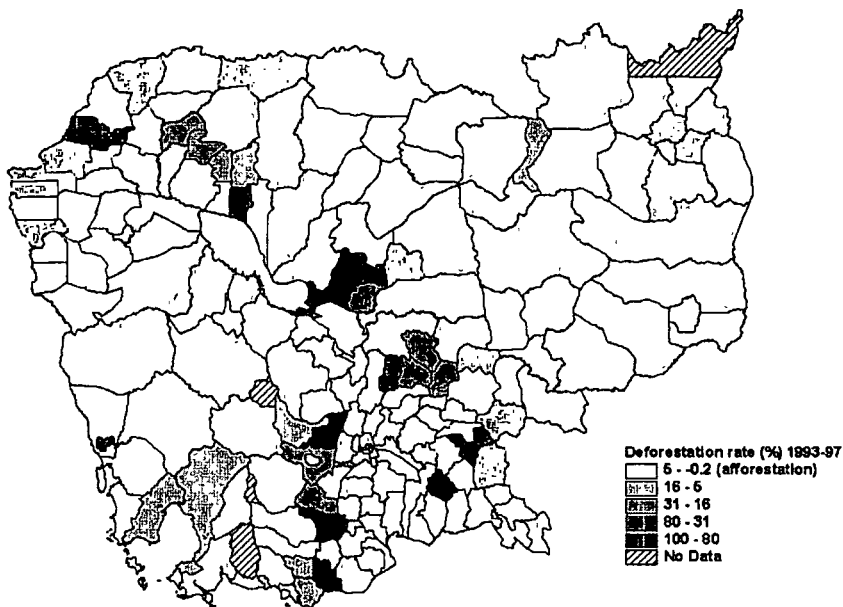 Deforestation rate (%) 1993-97
5 - -0.2 (afforestation)
16 - 5
31 - 16
80 - 31
100 - 80
No Data